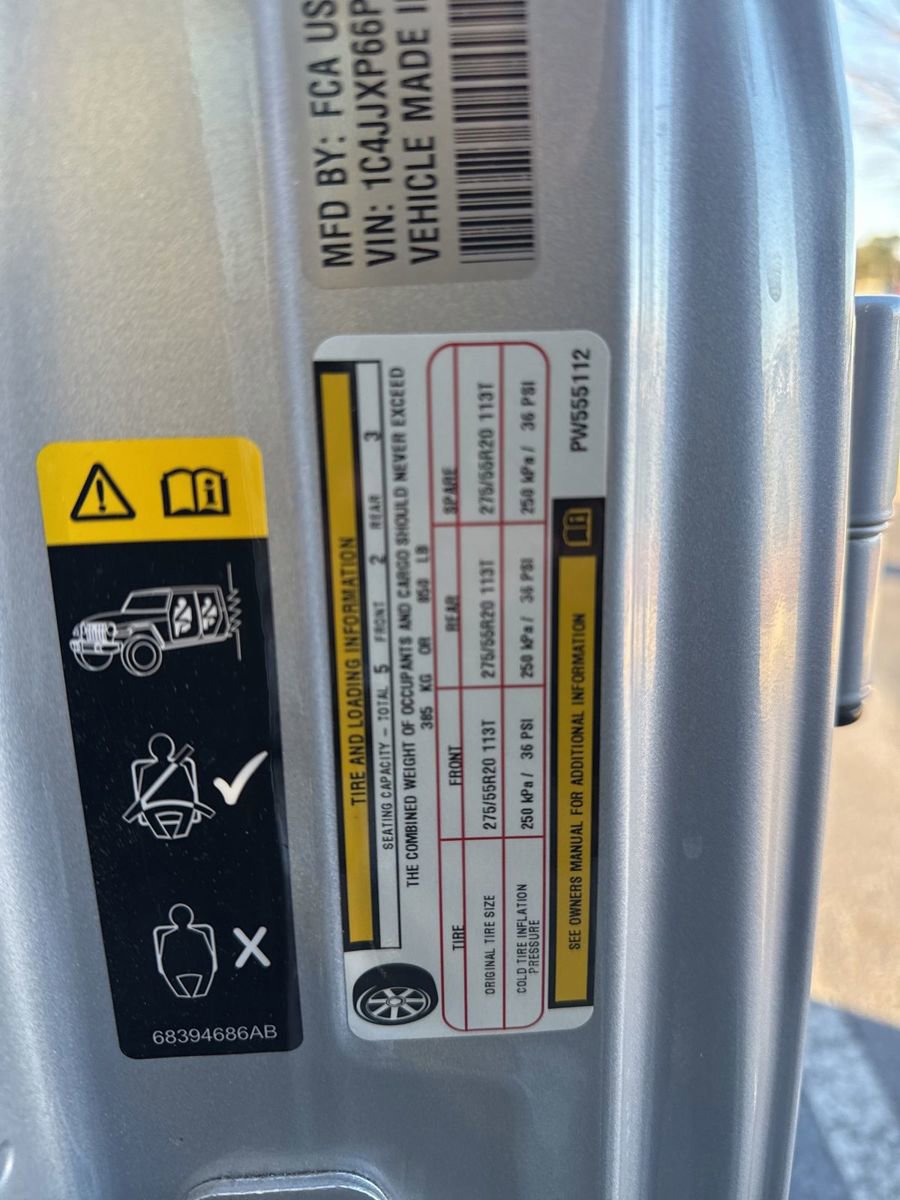 MFD BY: FCA US
VIN: 1C4JJXP66P
VEHICLE MADE I
TIRE AND LOADING INFORMATION
SEATING CAPACITY – TOTAL 5 FRONT 2 REAR 3
THE COMBINED WEIGHT OF OCCUPANTS AND CARGO SHOULD NEVER EXCEED
385 KG OR 850 LB
TIRE FRONT REAR SPARE
ORIGINAL TIRE SIZE 275/55R20 113T 275/55R20 113T 275/55R20 113T
COLD TIRE INFLATION PRESSURE 250 kPa / 36 PSI 250 kPa / 36 PSI 250 kPa / 36 PSI
SEE OWNERS MANUAL FOR ADDITIONAL INFORMATION
PW555112
68394686AB